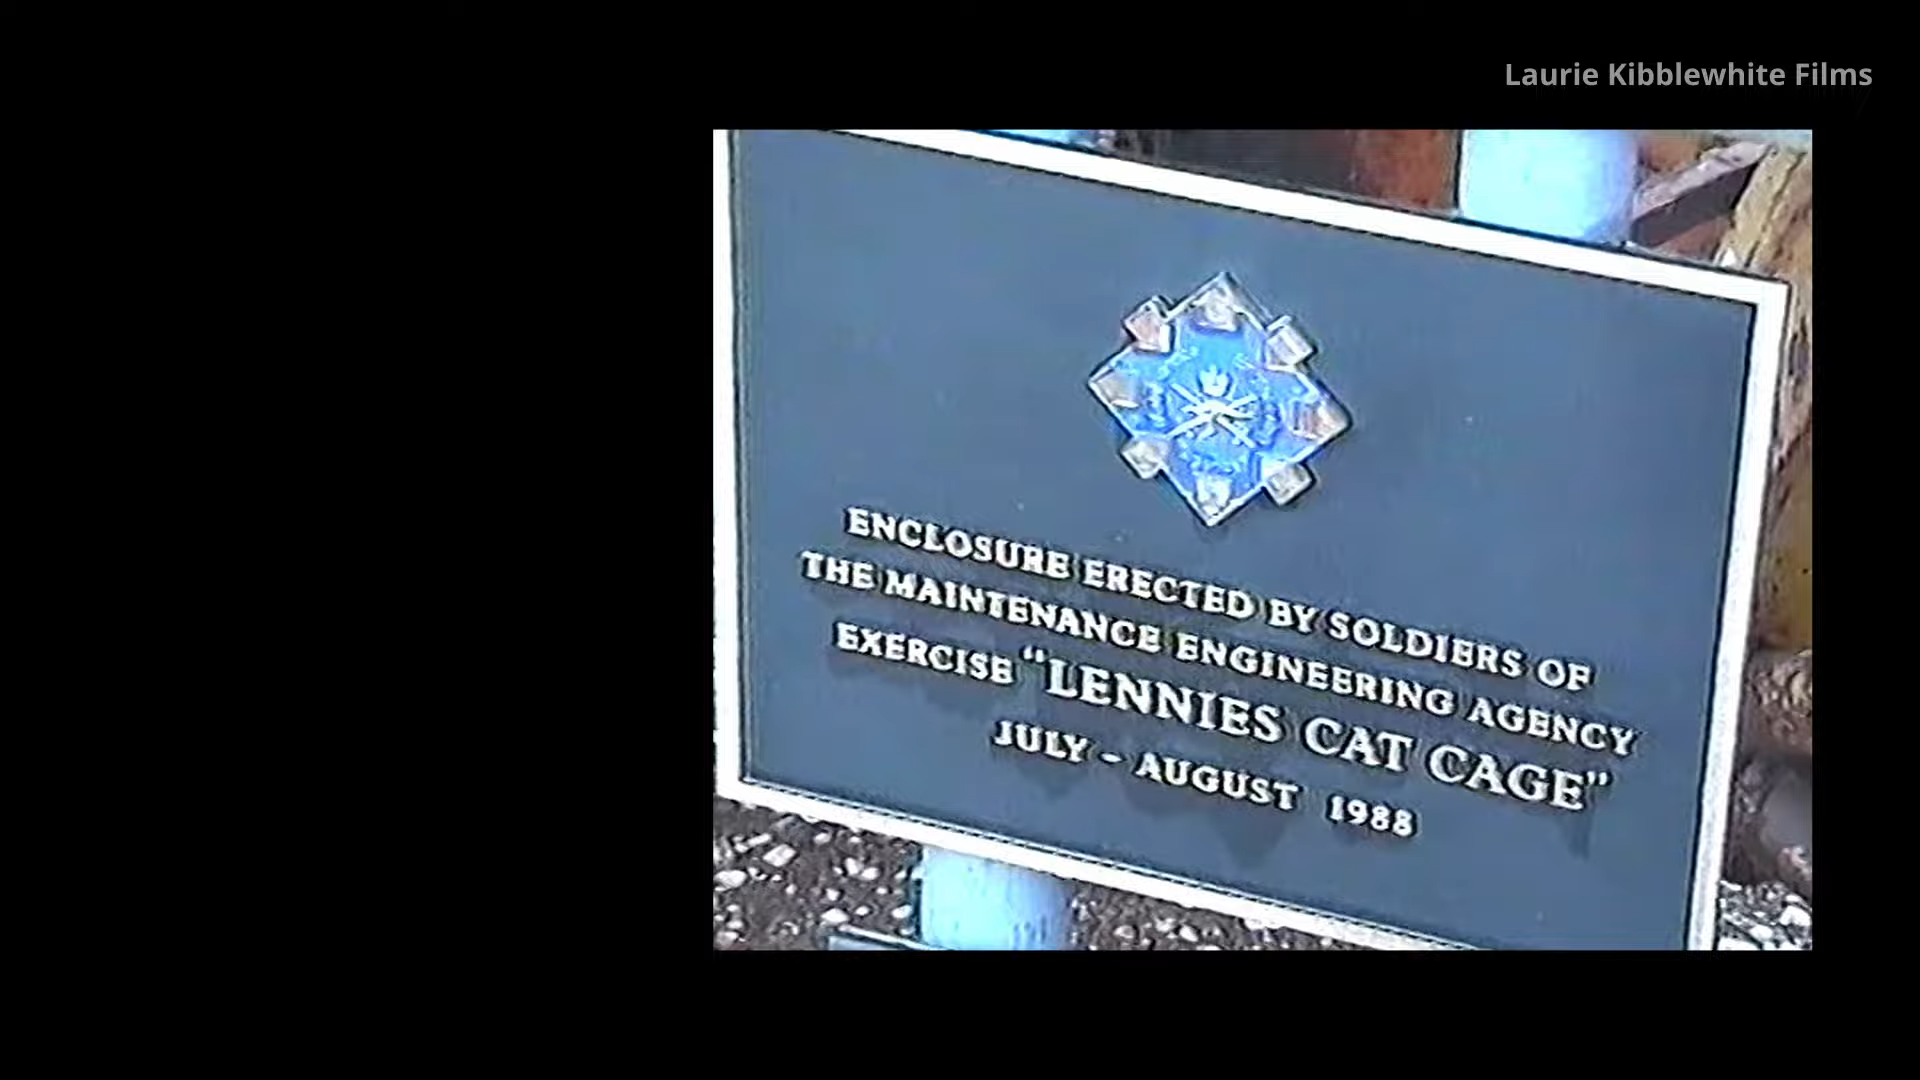 Laurie Kibblewhite Films
ENCLOSURE ERECTED BY SOLDIERS OF
THE MAINTENANCE ENGINEERING AGENCY
EXERCISE "LENNIES CAT CAGE"
JULY - AUGUST 1988